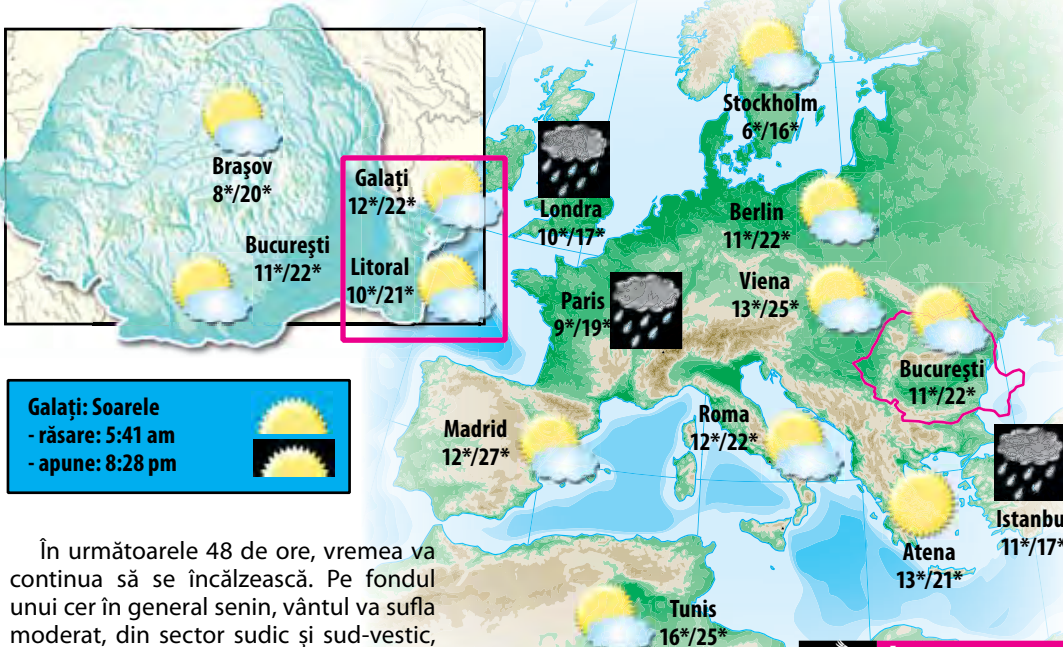 Brașov
8*/20*
Galați
12*/22*
București
11*/22*
Litoral
10*/21*
Stockholm
6*/16*
Londra
10*/17*
Berlin
11*/22*
Paris
9*/19*
Viena
13*/25*
București
11*/22*
Madrid
12*/27*
Roma
12*/22*
Istanbu
11*/17*
Atena
13*/21*
Tunis
16*/25*
Galați: Soarele
- răsare: 5:41 am
- apune: 8:28 pm
În următoarele 48 de ore, vremea va
continua să se încălzească. Pe fondul
unui cer în general senin, vântul va sufla
moderat, din sector sudic și sud-vestic,